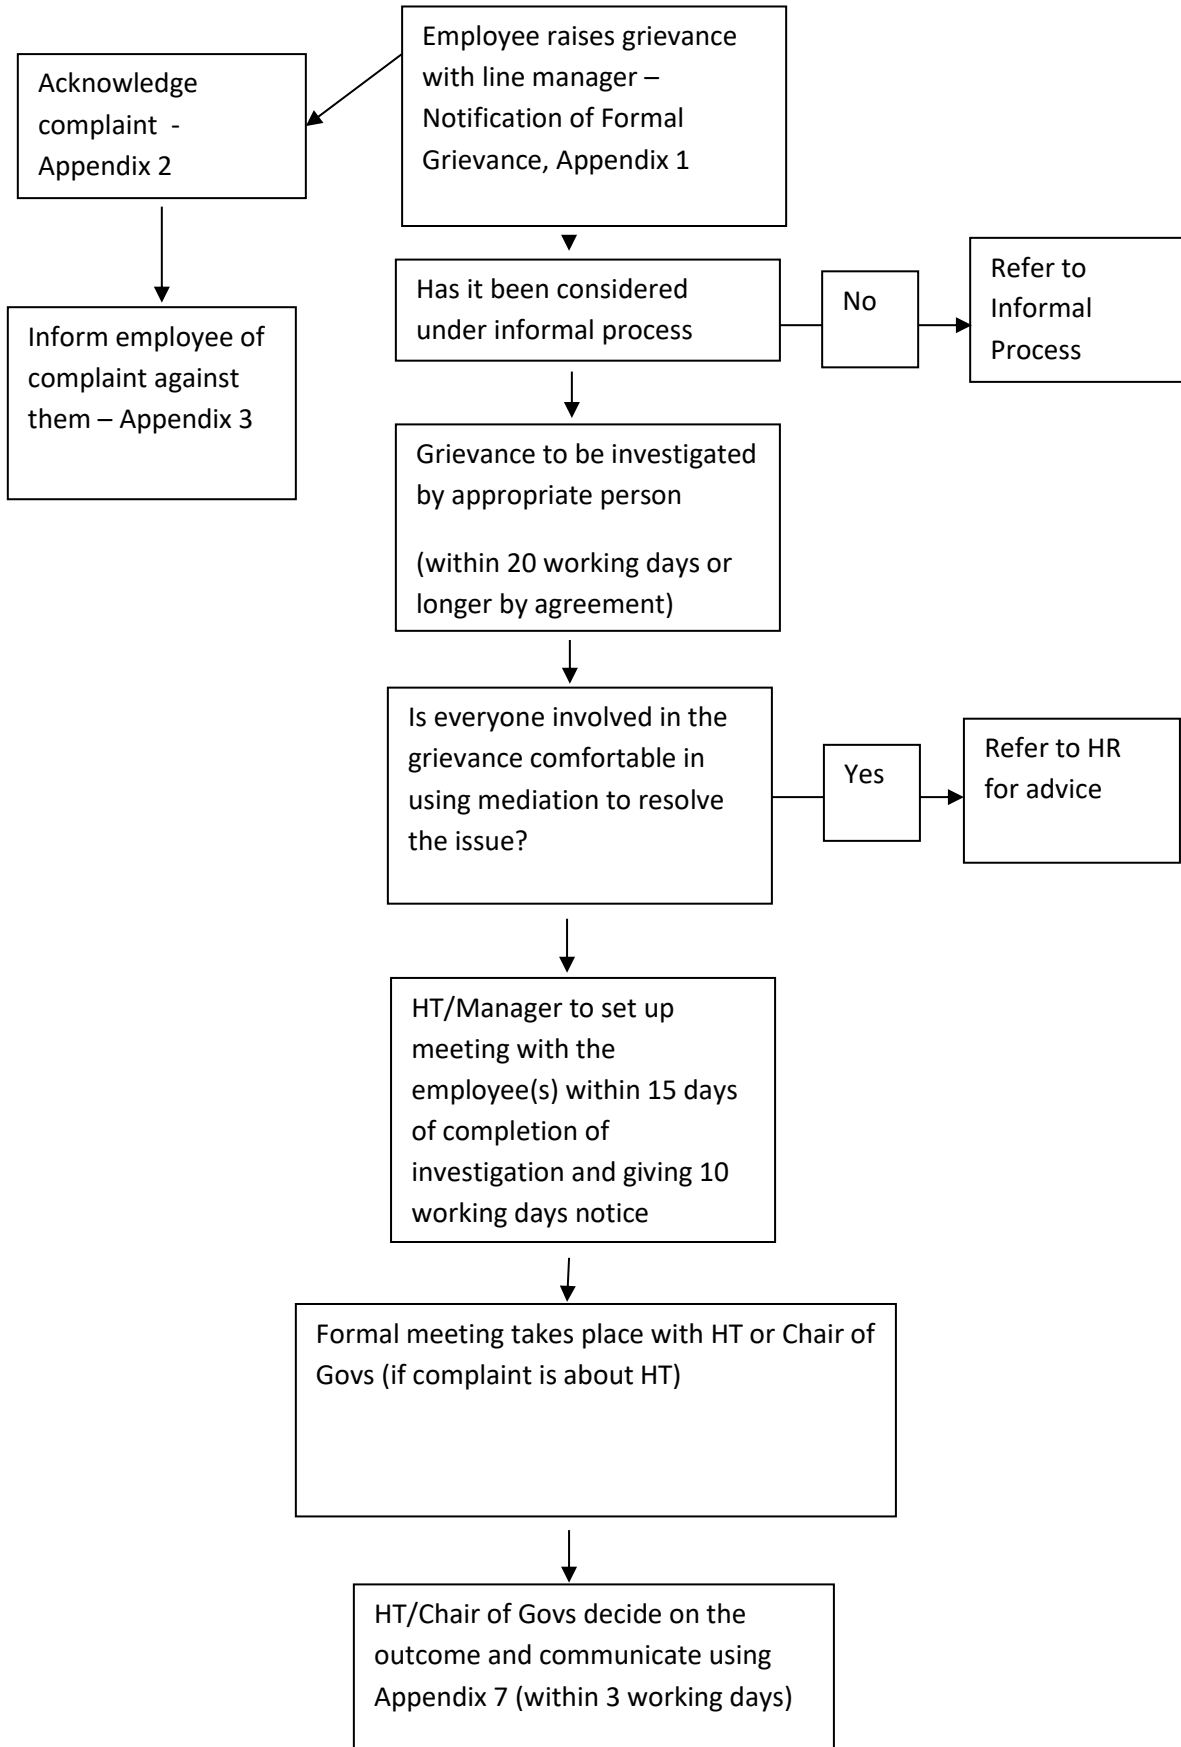 Employee raises grievance
with line manager –
Notification of Formal
Grievance, Appendix 1
Acknowledge
complaint  -
Appendix 2
Inform employee of
complaint against
them – Appendix 3
Has it been considered
under informal process
No
Refer to
Informal
Process
Grievance to be investigated
by appropriate person
(within 20 working days or
longer by agreement)
Is everyone involved in the
grievance comfortable in
using mediation to resolve
the issue?
Yes
Refer to HR
for advice
HT/Manager to set up
meeting with the
employee(s) within 15 days
of completion of
investigation and giving 10
working days notice
Formal meeting takes place with HT or Chair of
Govs (if complaint is about HT)
HT/Chair of Govs decide on the
outcome and communicate using
Appendix 7 (within 3 working days)